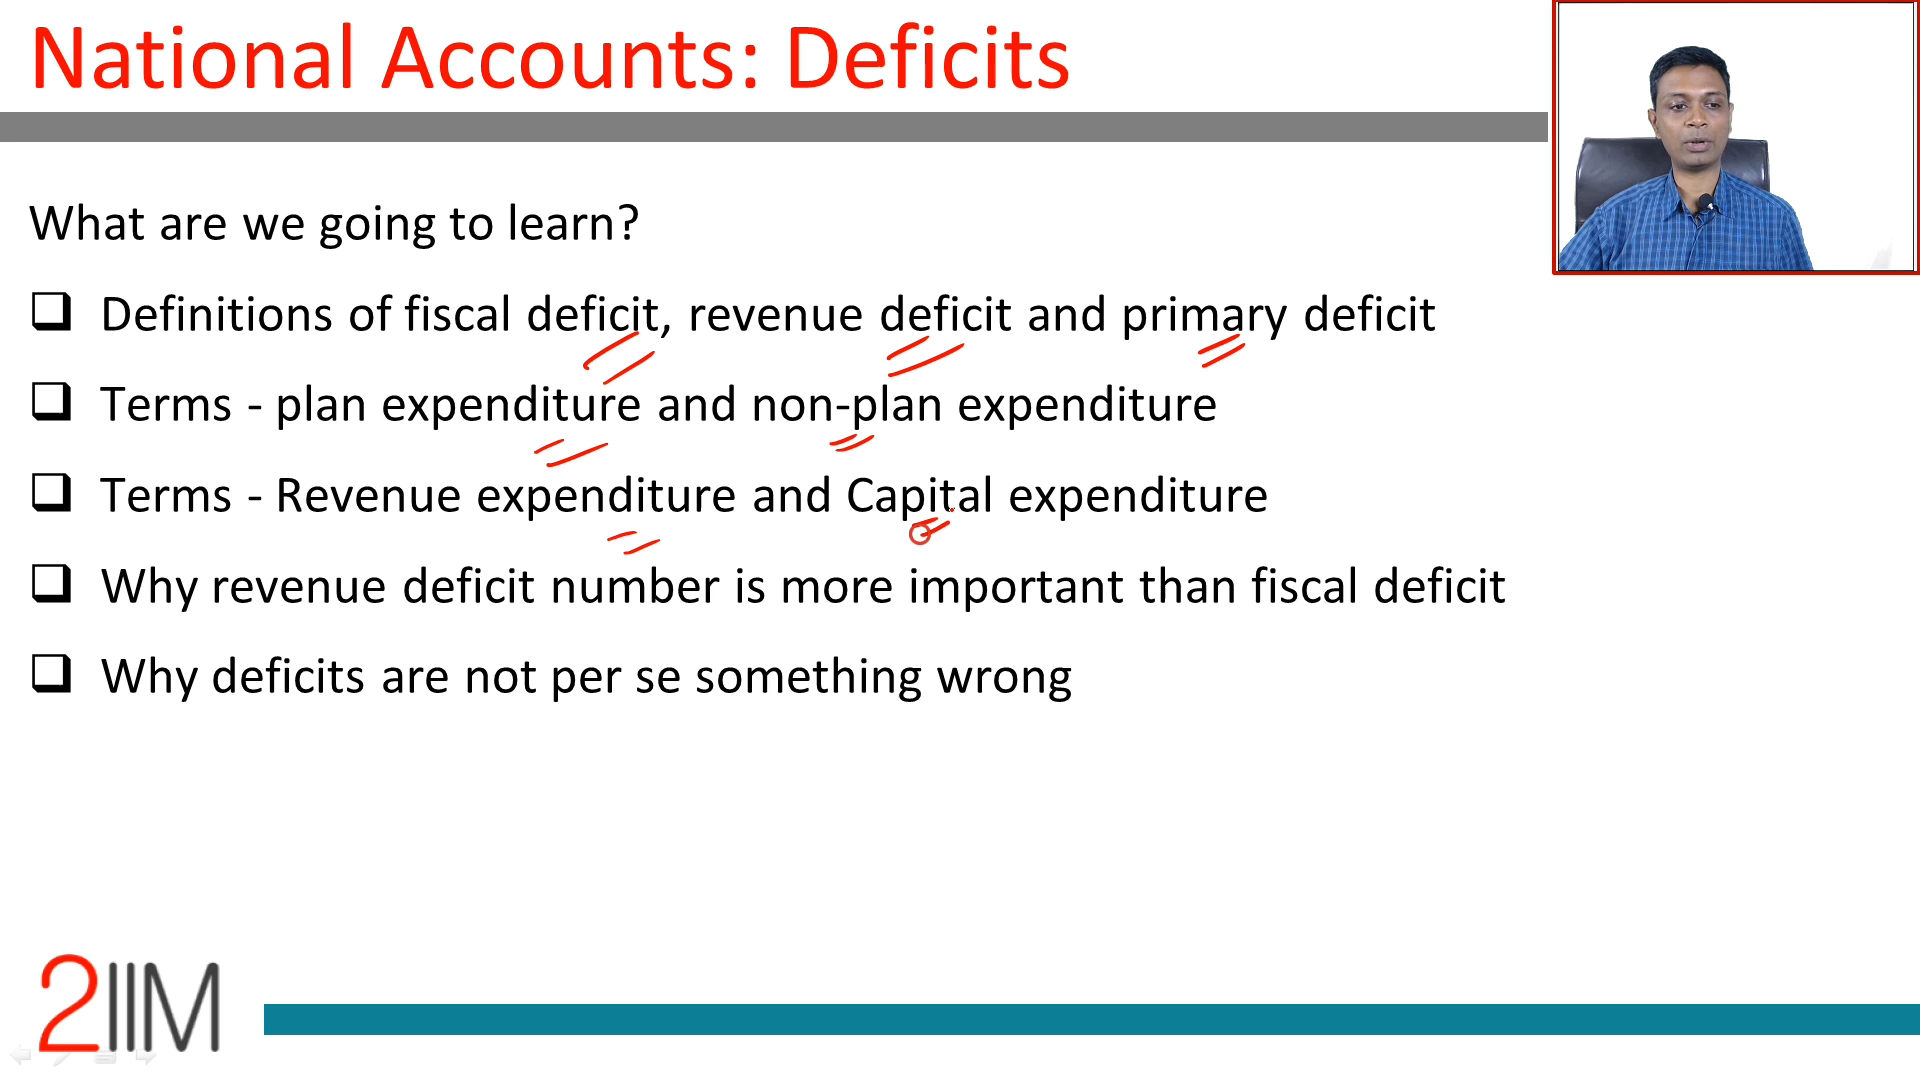 National Accounts: Deficits
What are we going to learn?
Definitions of fiscal deficit, revenue deficit and primary deficit
Terms - plan expenditure and non-plan expenditure
Terms - Revenue expenditure and Capital expenditure
Why revenue deficit number is more important than fiscal deficit
Why deficits are not per se something wrong
2IIM